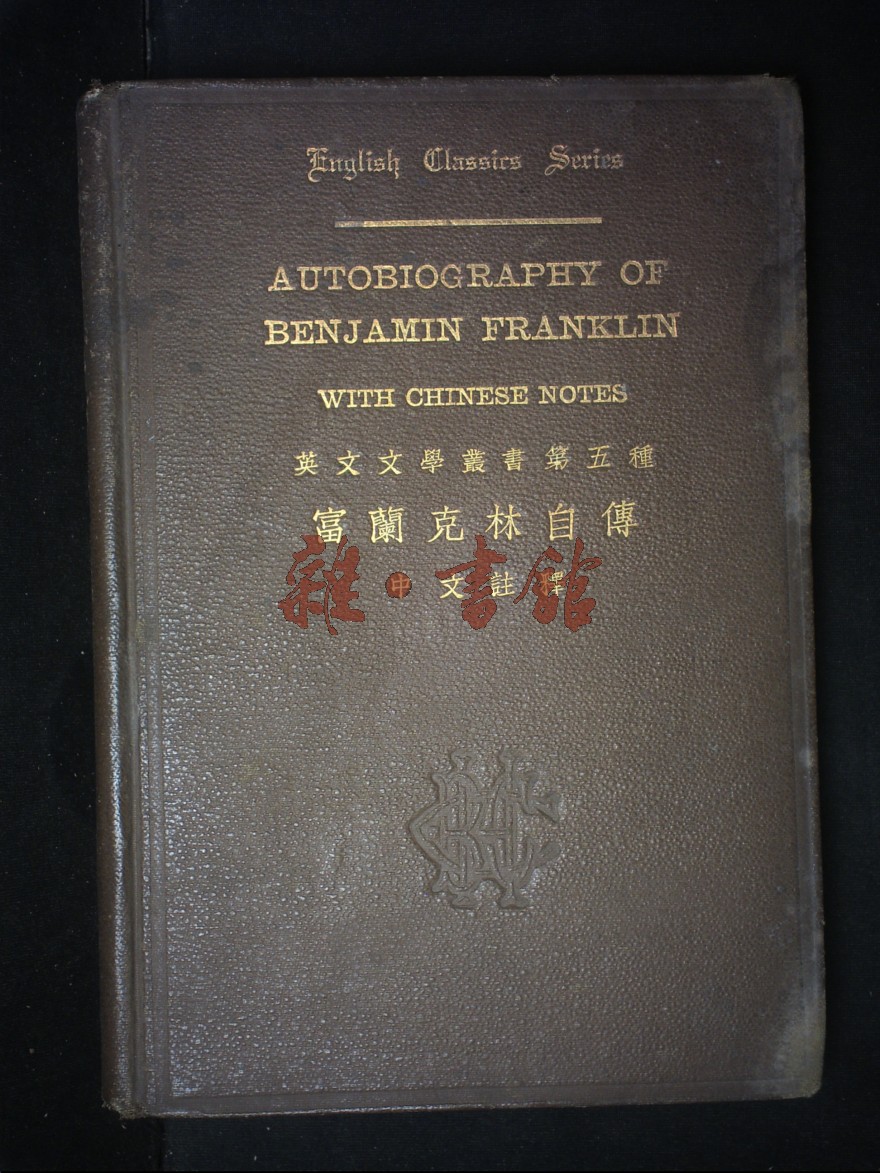 English Classics Series
AUTOBIOGRAPHY OF
BENJAMIN FRANKLIN
WITH CHINESE NOTES
英文文學叢書第五種
富蘭克林自傳
中文註釋
雜·書館